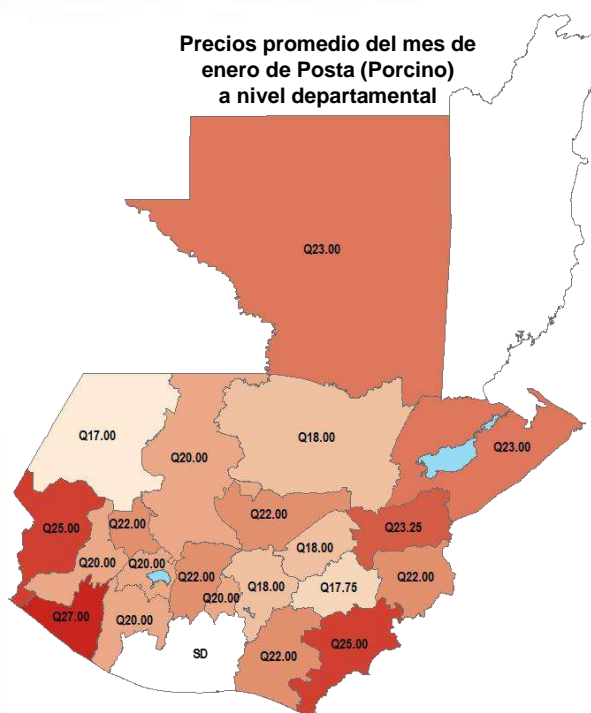 Precios promedio del mes de
enero de Posta (Porcino)
a nivel departamental
Q23.00
Q17.00
Q20.00
Q18.00
Q23.00
Q25.00
Q22.00
Q22.00
Q23.25
Q18.00
Q20.00
Q20.00
Q22.00
Q18.00
Q17.75
Q22.00
Q20.00
Q27.00
Q20.00
SD
Q22.00
Q25.00